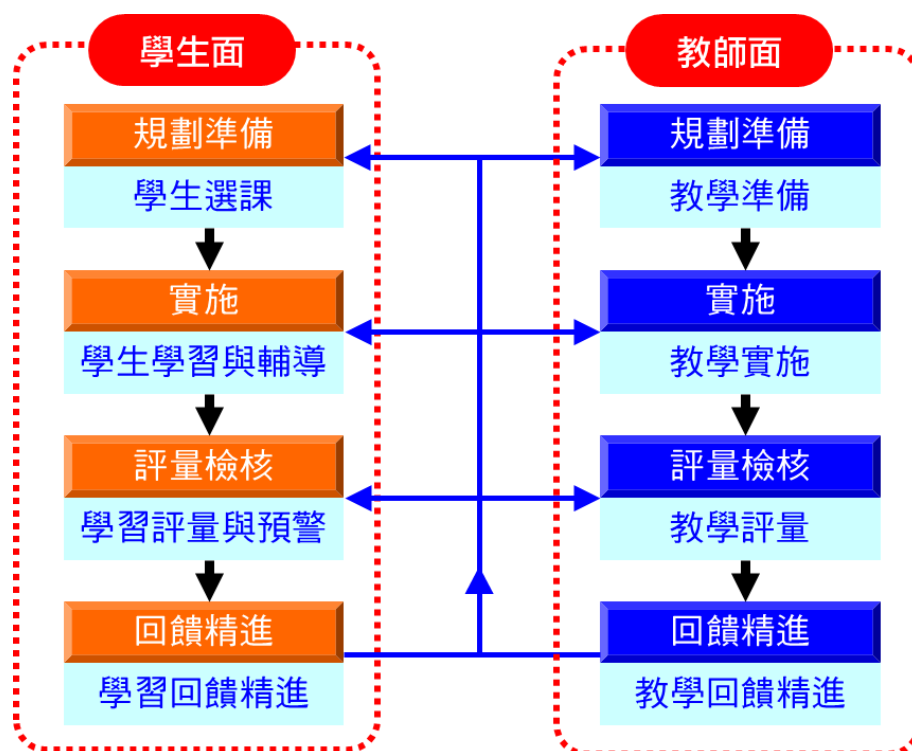 學生面
規劃準備
學生選課
實施
學生學習與輔導
評量檢核
學習評量與預警
回饋精進
學習回饋精進
教師面
規劃準備
教學準備
實施
教學實施
評量檢核
教學評量
回饋精進
教學回饋精進